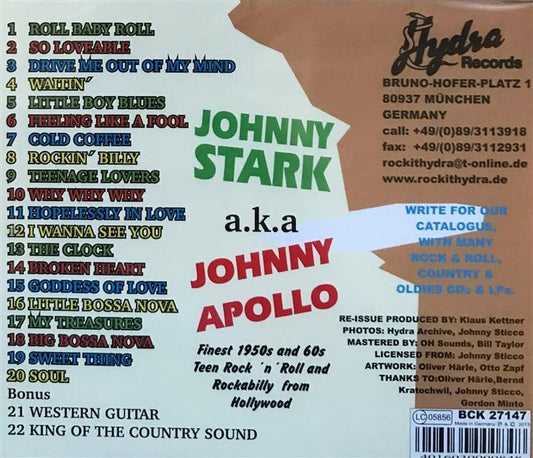 1 ROLL BABY ROLL
2 SO LOVEABLE
3 DRIVE ME OUT OF MY MIND
4 WAITIN´
5 LITTLE BOY BLUES
6 FEELING LIKE A FOOL
7 COLD COFFEE
8 ROCKIN´ BILLY
9 TEENAGE LOVERS
10 WHY WHY WHY
11 HOPELESSLY IN LOVE
12 I WANNA SEE YOU
13 THE CLOCK
14 BROKEN HEART
15 GODDESS OF LOVE
16 LITTLE BOSSA NOVA
17 MY TREASURES
18 BIG BOSSA NOVA
19 SWEET THING
20 SOUL
Bonus
21 WESTERN GUITAR
22 KING OF THE COUNTRY SOUND
JOHNNY
STARK
a.k.a
JOHNNY
APOLLO
Finest 1950s and 60s
Teen Rock ´n´ Roll and
Rockabilly from
Hollywood
Hydra
Records
BRUNO-HOFER-PLATZ 1
80937 MÜNCHEN
GERMANY
call: +49/(0)89/3113918
fax: +49/(0)89/3112931
rockithydra@t-online.de
www.rockithydra.de
WRITE FOR OUR
CATALOGUE,
WITH MANY
ROCK & ROLL,
COUNTRY &
OLDIES CDs & LPs.
RE-ISSUE PRODUCED BY: Klaus Kettner
PHOTOS: Hydra Archive, Johnny Sticco
MASTERED BY: OH Sounds, Bill Taylor
LICENSED FROM: Johnny Sticco
ARTWORK: Oliver Härle, Otto Zapf
THANKS TO:Oliver Härle,Bernd
Kratochwil, Johnny Sticco,
Gordon Minto
LC 05856 BCK 27147
Made in Germany ℗ & ©